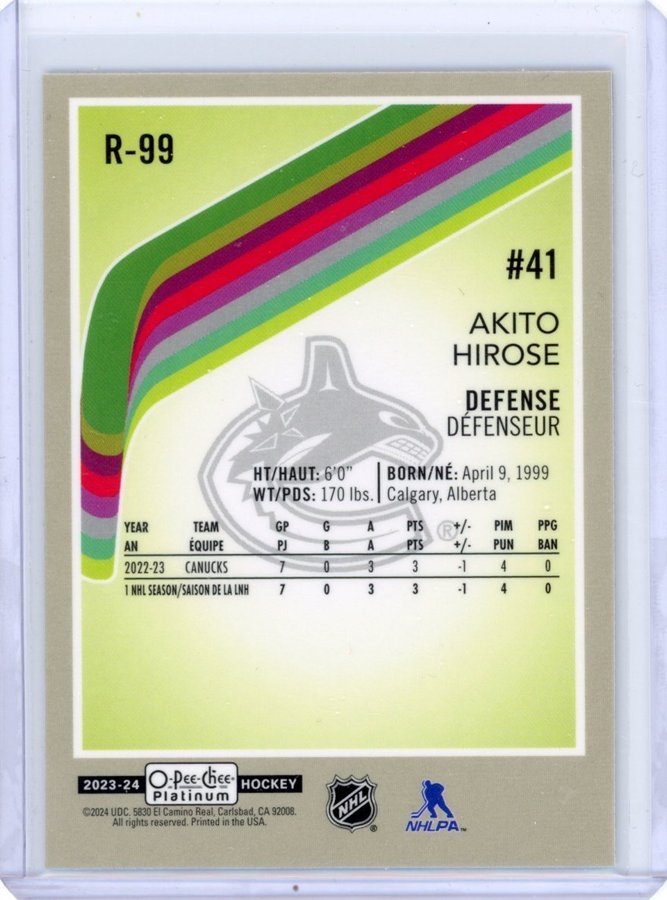 R-99
#41
AKITO
HIROSE
DEFENSE
DÉFENSEUR
HT/HAUT: 6'0" BORN/NÉ: April 9, 1999
WT/PDS: 170 lbs. Calgary, Alberta
YEAR TEAM GP G A PTS +/- PIM PPG
AN ÉQUIPE PJ B A PTS +/- PUN BAN
2022-23 CANUCKS 7 0 3 3 -1 4 0
1 NHL SEASON/SAISON DE LA LNH 7 0 3 3 -1 4 0
®
2023-24 O-Pee-Chee Platinum HOCKEY
©2024 UDC. 5830 El Camino Real, Carlsbad, CA 92008.
All rights reserved. Printed in the USA.
NHL ®
NHLPA™